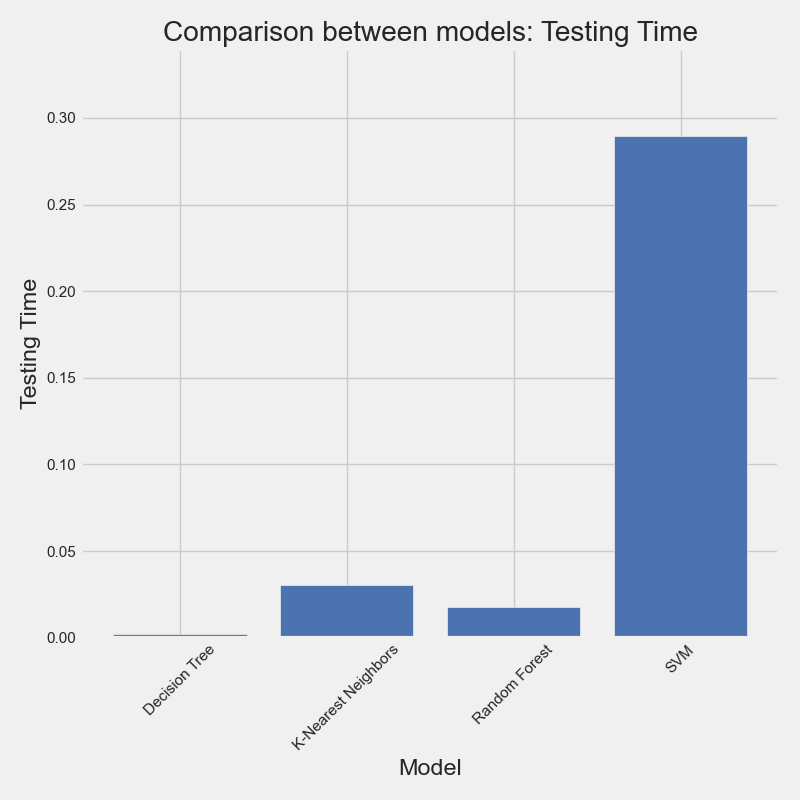 Comparison between models: Testing Time
Testing Time
0.30
0.25
0.20
0.15
0.10
0.05
0.00
Decision Tree
K-Nearest Neighbors
Random Forest
SVM
Model